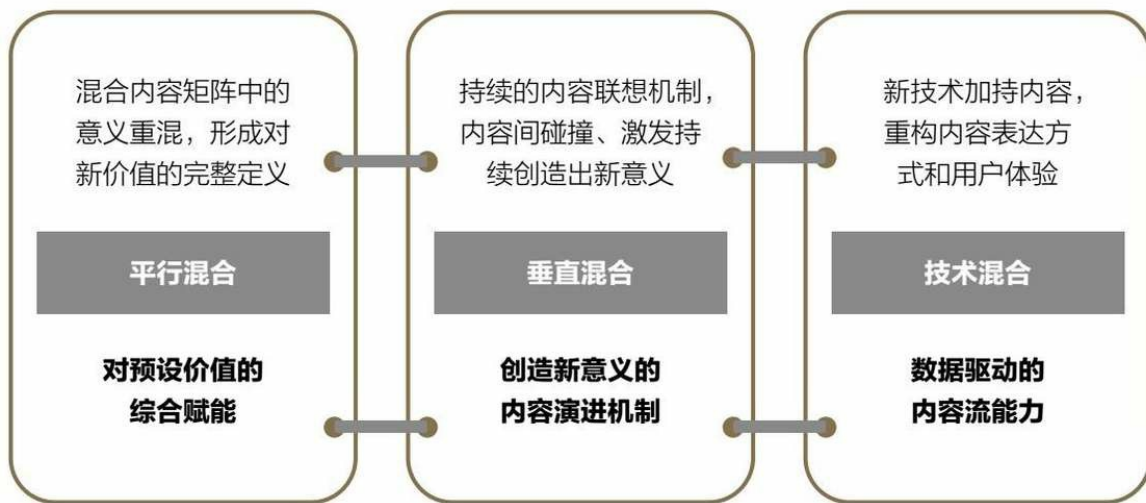 混合内容矩阵中的
意义重混，形成对
新价值的完整定义
平行混合
对预设价值的
综合赋能
持续的内容联想机制，
内容间碰撞、激发持
续创造出新意义
垂直混合
创造新意义的
内容演进机制
新技术加持内容，
重构内容表达方
式和用户体验
技术混合
数据驱动的
内容流能力